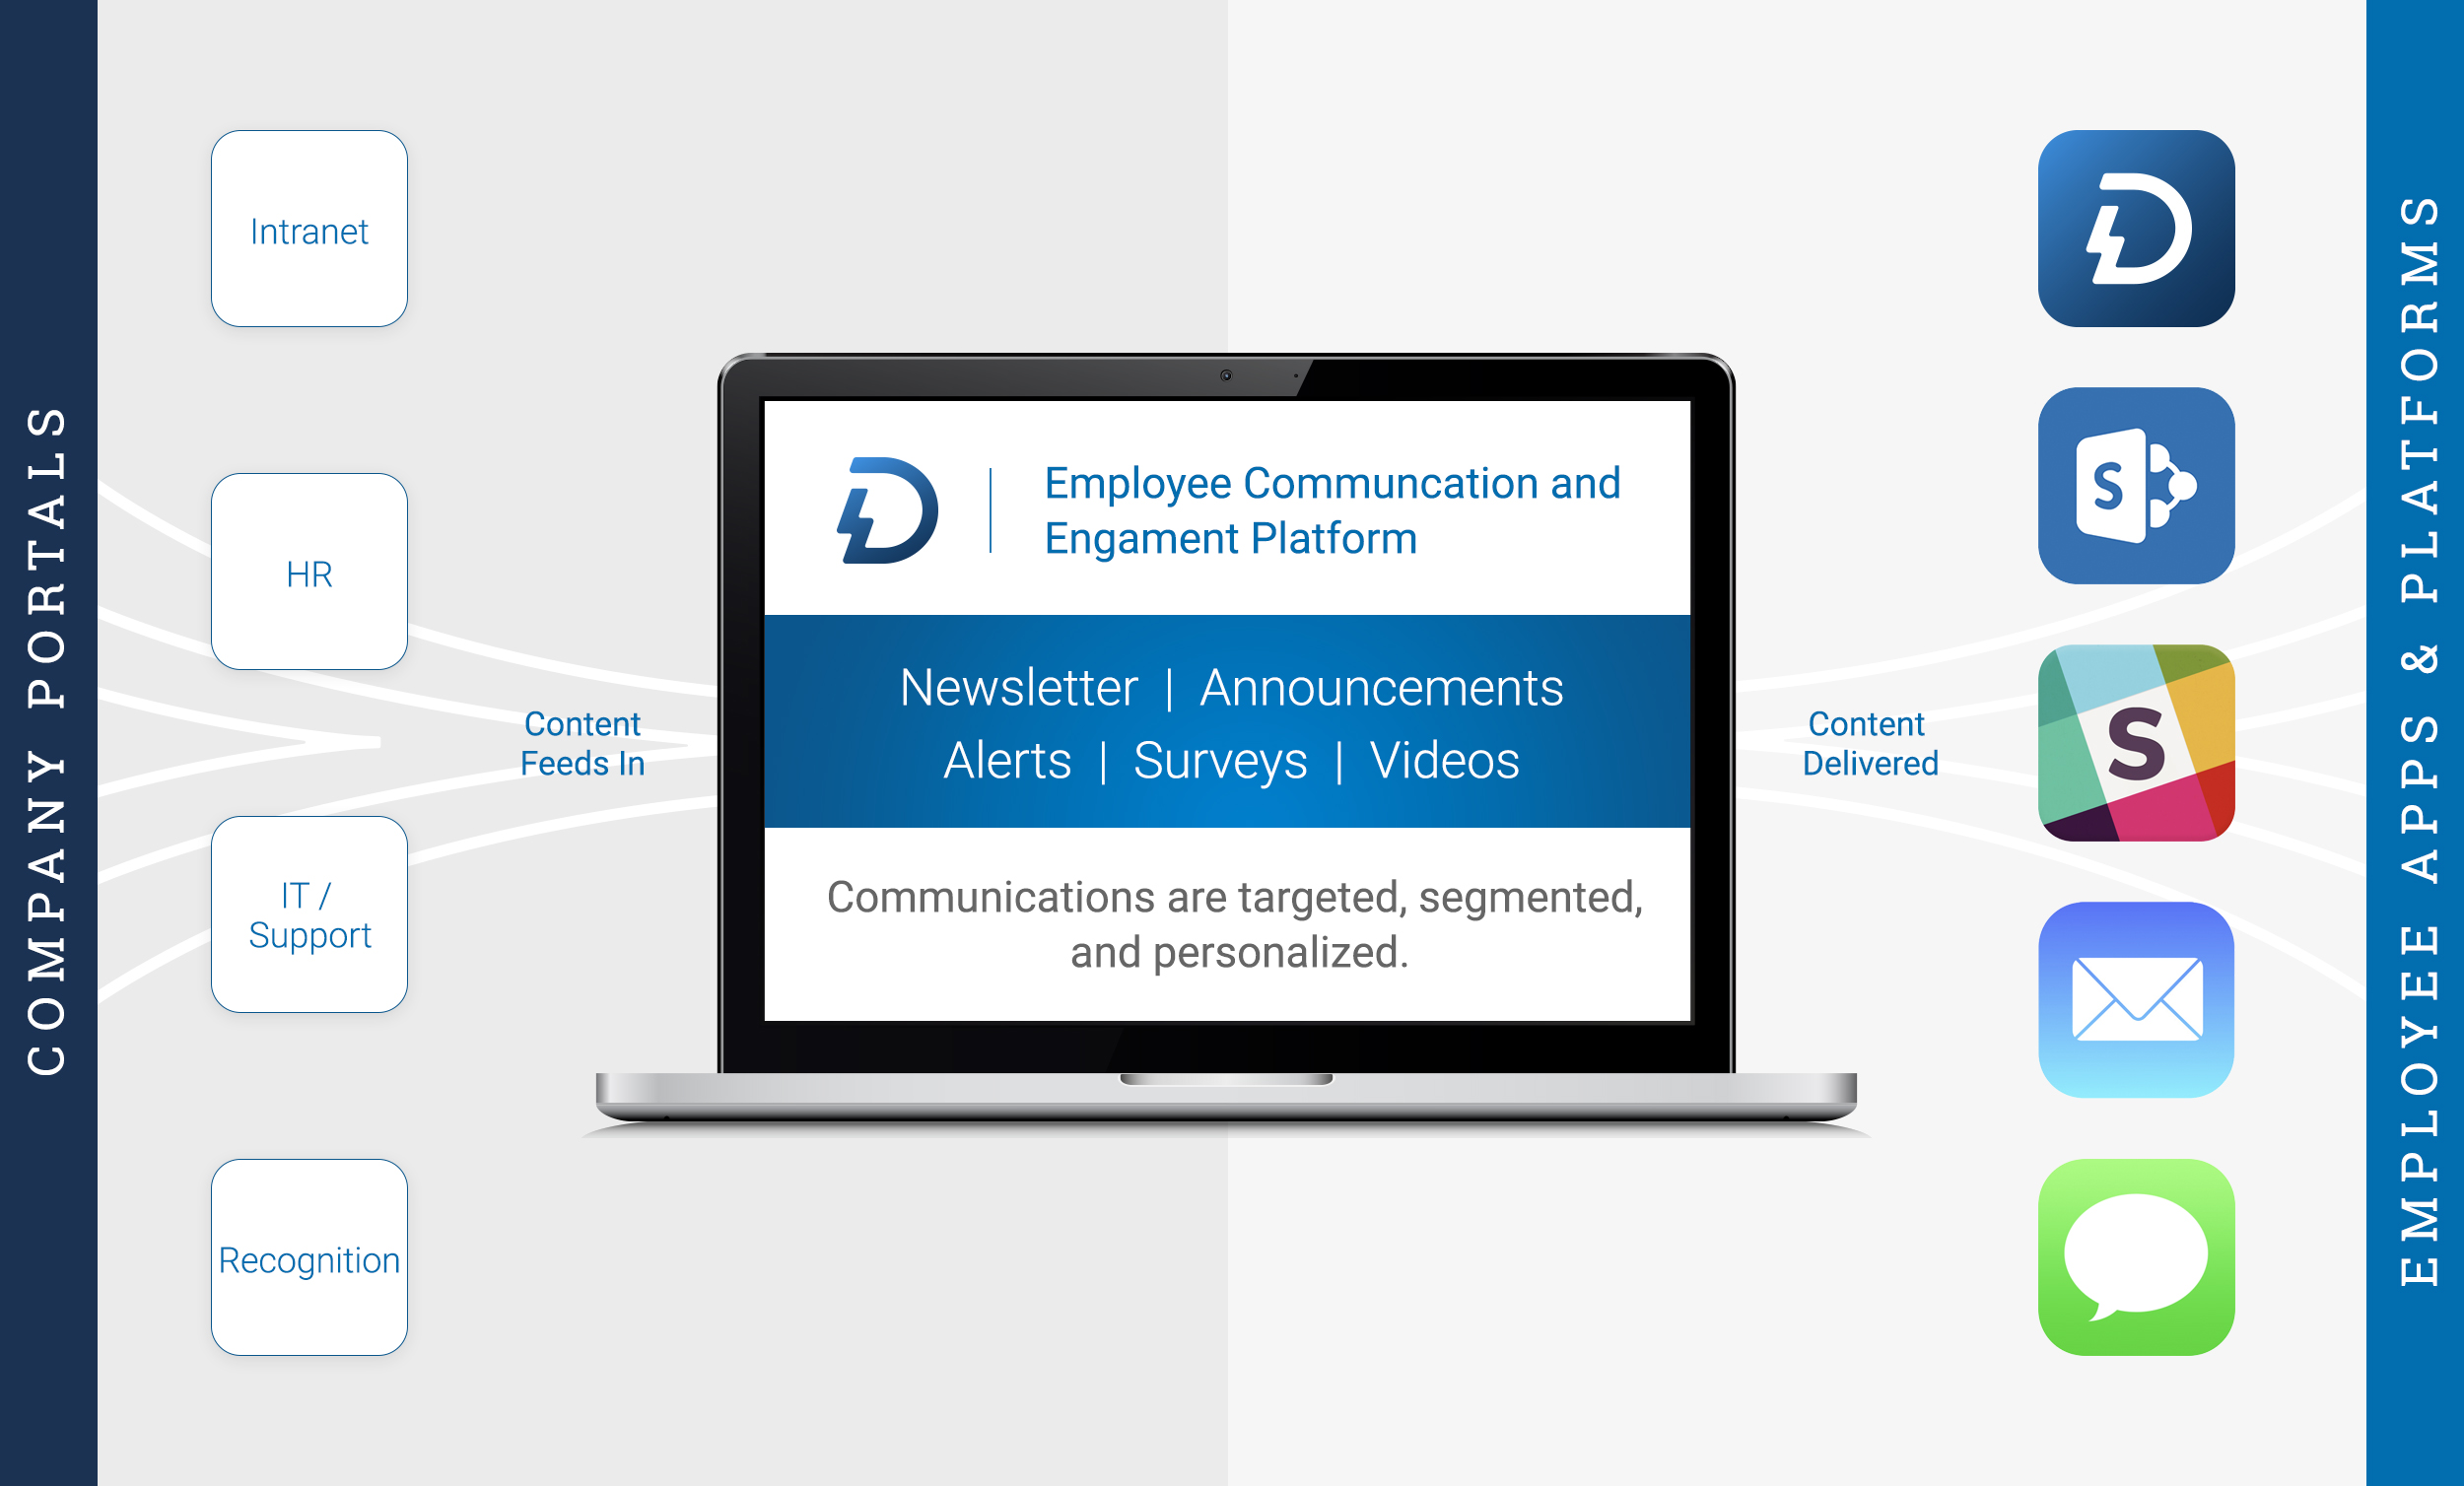 COMPANY PORTALS
Intranet
HR
IT /
Support
Recognition
Content
Feeds In
Employee Communcation and
Engament Platform
Newsletter | Announcements
Alerts | Surveys | Videos
Communications are targeted, segmented,
and personalized.
Content
Delivered
D
S
S
EMPLOYEE APPS & PLATFORMS